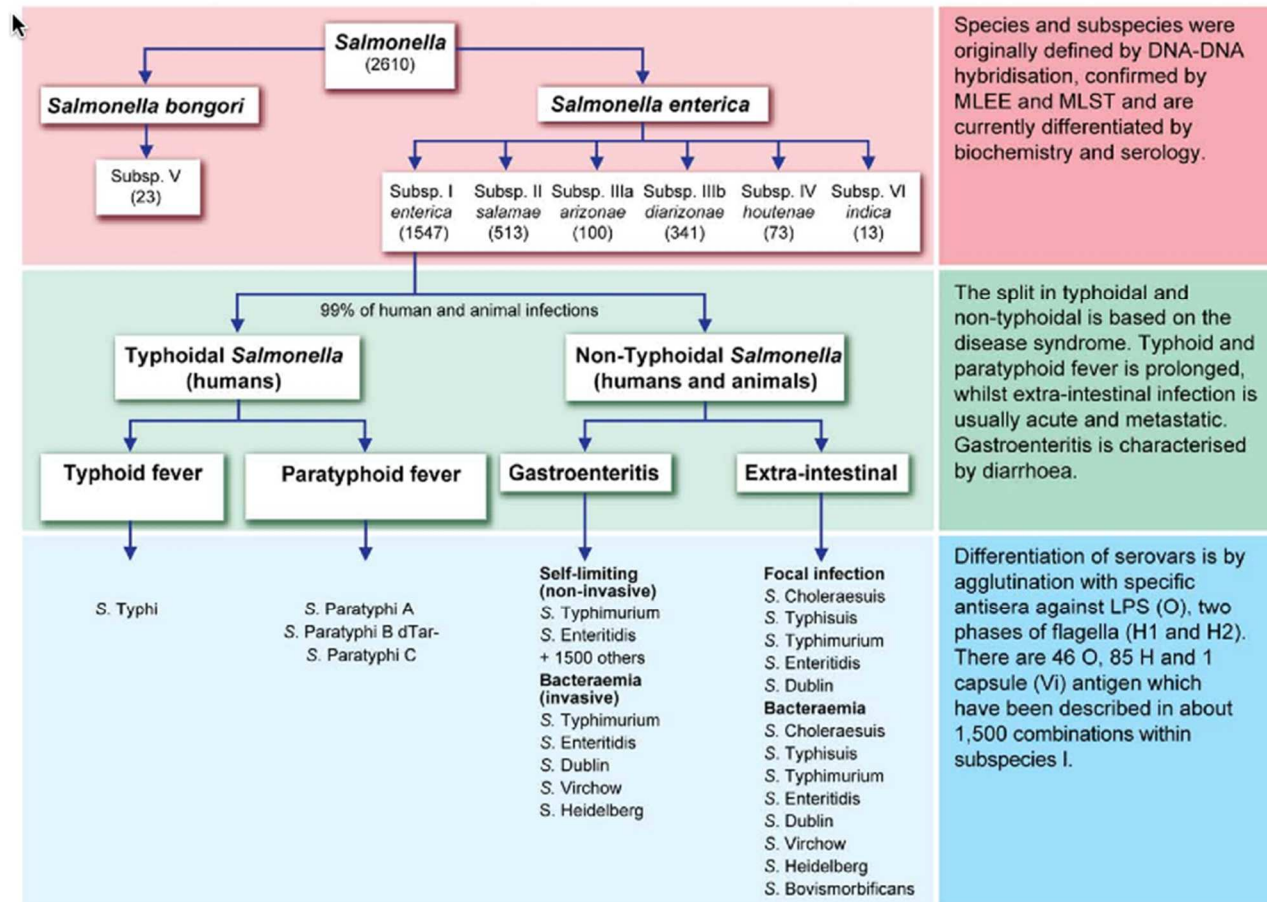 Salmonella
(2610)
Salmonella bongori
Salmonella enterica
Subsp. V
(23)
Subsp. I
enterica
(1547)
Subsp. II
salamae
(513)
Subsp. IIIa
arizonae
(100)
Subsp. IIIb
diarizonae
(341)
Subsp. IV
houtenae
(73)
Subsp. VI
indica
(13)
Species and subspecies were
originally defined by DNA-DNA
hybridisation, confirmed by
MLEE and MLST and are
currently differentiated by
biochemistry and serology.
99% of human and animal infections
Typhoidal Salmonella
(humans)
Non-Typhoidal Salmonella
(humans and animals)
Typhoid fever
Paratyphoid fever
Gastroenteritis
Extra-intestinal
The split in typhoidal and
non-typhoidal is based on the
disease syndrome. Typhoid and
paratyphoid fever is prolonged,
whilst extra-intestinal infection is
usually acute and metastatic.
Gastroenteritis is characterised
by diarrhoea.
S. Typhi
S. Paratyphi A
S. Paratyphi B dTar-
S. Paratyphi C
Self-limiting
(non-invasive)
S. Typhimurium
S. Enteritidis
+ 1500 others
Bacteraemia
(invasive)
S. Typhimurium
S. Enteritidis
S. Dublin
S. Virchow
S. Heidelberg
Focal infection
S. Choleraesuis
S. Typhisuis
S. Typhimurium
S. Enteritidis
S. Dublin
Bacteraemia
S. Choleraesuis
S. Typhisuis
S. Typhimurium
S. Enteritidis
S. Dublin
S. Virchow
S. Heidelberg
S. Bovismorbificans
Differentiation of serovars is by
agglutination with specific
antisera against LPS (O), two
phases of flagella (H1 and H2).
There are 46 O, 85 H and 1
capsule (Vi) antigen which
have been described in about
1,500 combinations within
subspecies I.